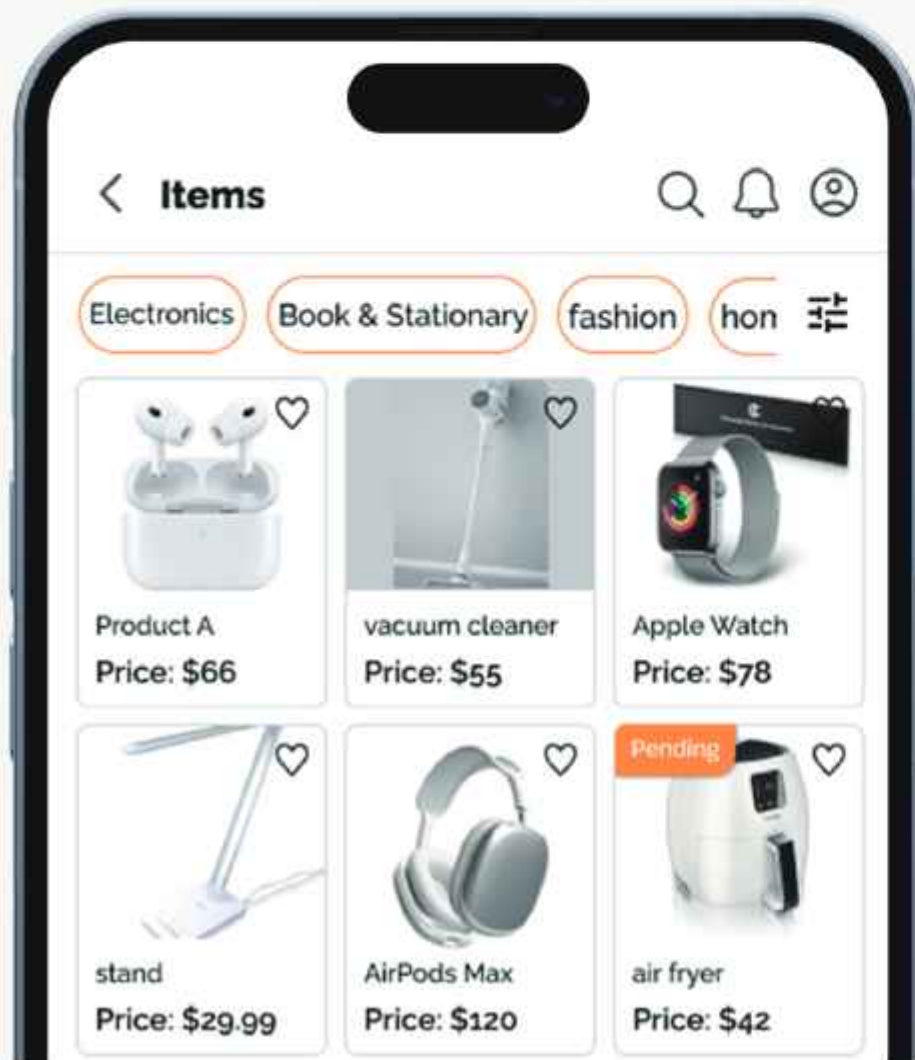 Items
Electronics
Book & Stationary
fashion
hon
Product A
Price: $66
vacuum cleaner
Price: $55
Apple Watch
Price: $78
Pending
stand
Price: $29.99
AirPods Max
Price: $120
air fryer
Price: $42